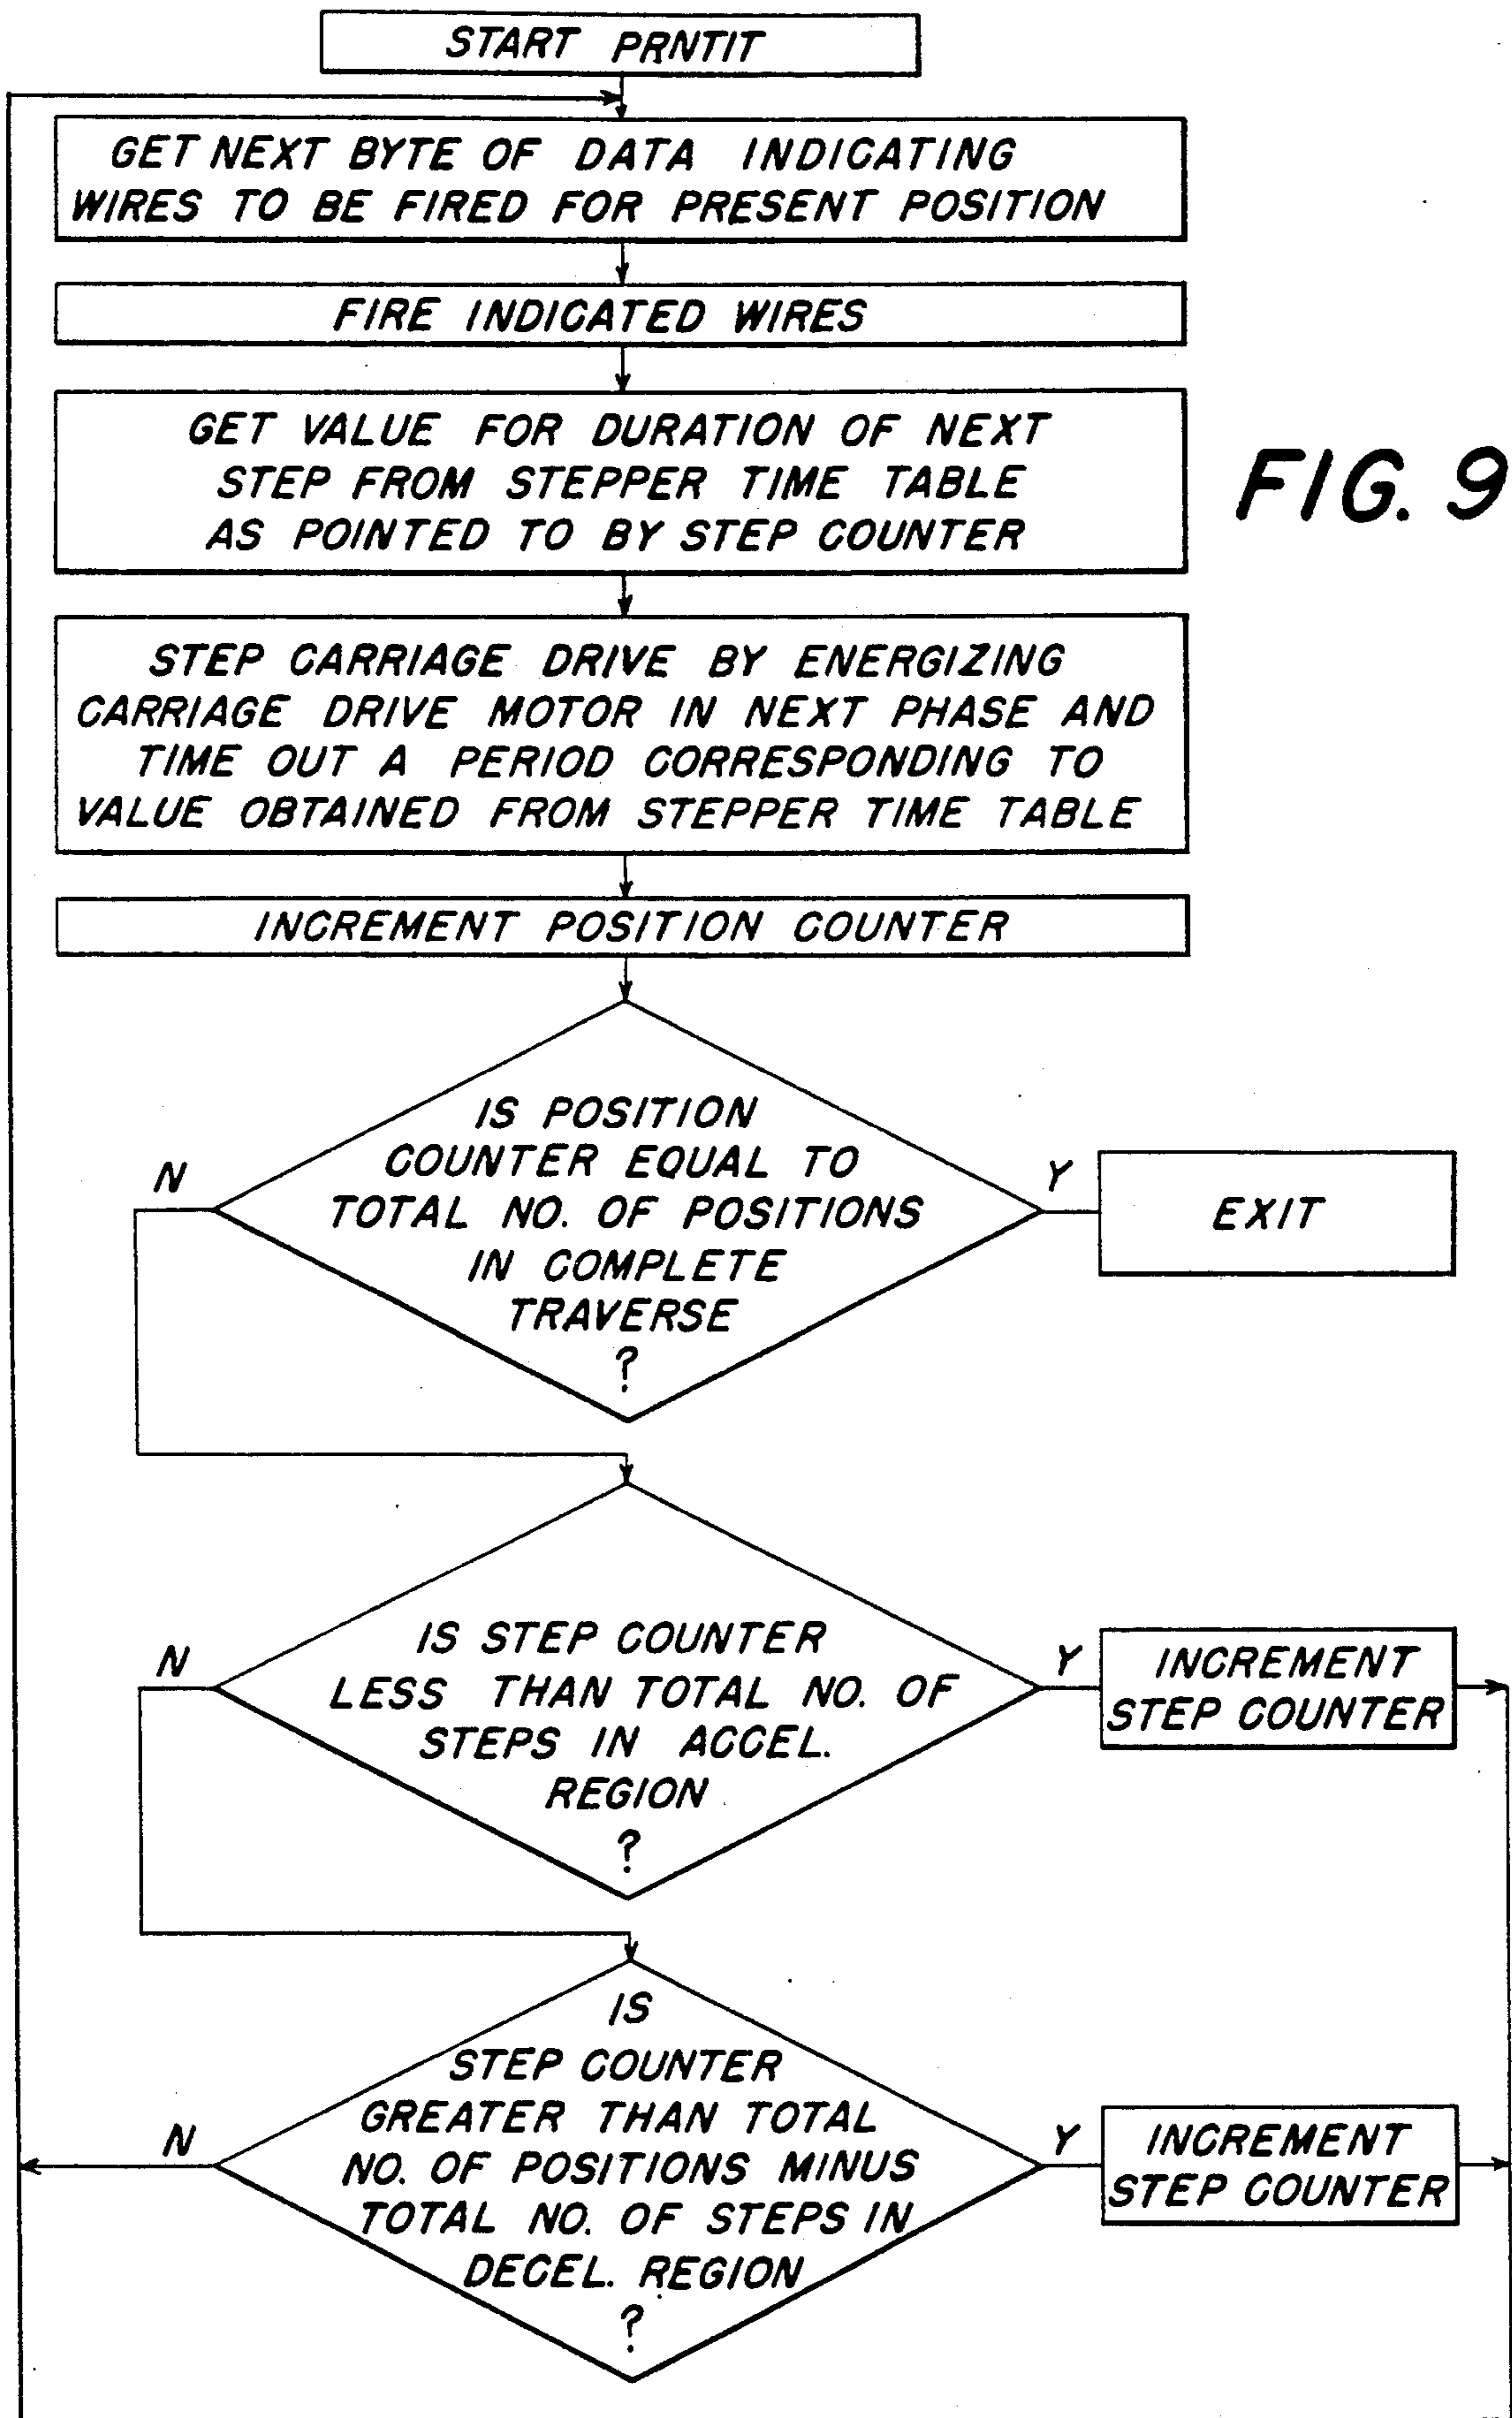 START PRNTIT
GET NEXT BYTE OF DATA INDICATING
WIRES TO BE FIRED FOR PRESENT POSITION
FIRE INDICATED WIRES
GET VALUE FOR DURATION OF NEXT
STEP FROM STEPPER TIME TABLE
AS POINTED TO BY STEP COUNTER
FIG. 9
STEP CARRIAGE DRIVE BY ENERGIZING
CARRIAGE DRIVE MOTOR IN NEXT PHASE AND
TIME OUT A PERIOD CORRESPONDING TO
VALUE OBTAINED FROM STEPPER TIME TABLE
INCREMENT POSITION COUNTER
IS POSITION
COUNTER EQUAL TO
TOTAL NO. OF POSITIONS
IN COMPLETE
TRAVERSE
?
N
Y
EXIT
IS STEP COUNTER
LESS THAN TOTAL NO. OF
STEPS IN ACCEL.
REGION
?
N
Y
INCREMENT
STEP COUNTER
IS
STEP COUNTER
GREATER THAN TOTAL
NO. OF POSITIONS MINUS
TOTAL NO. OF STEPS IN
DECEL. REGION
?
N
Y
INCREMENT
STEP COUNTER